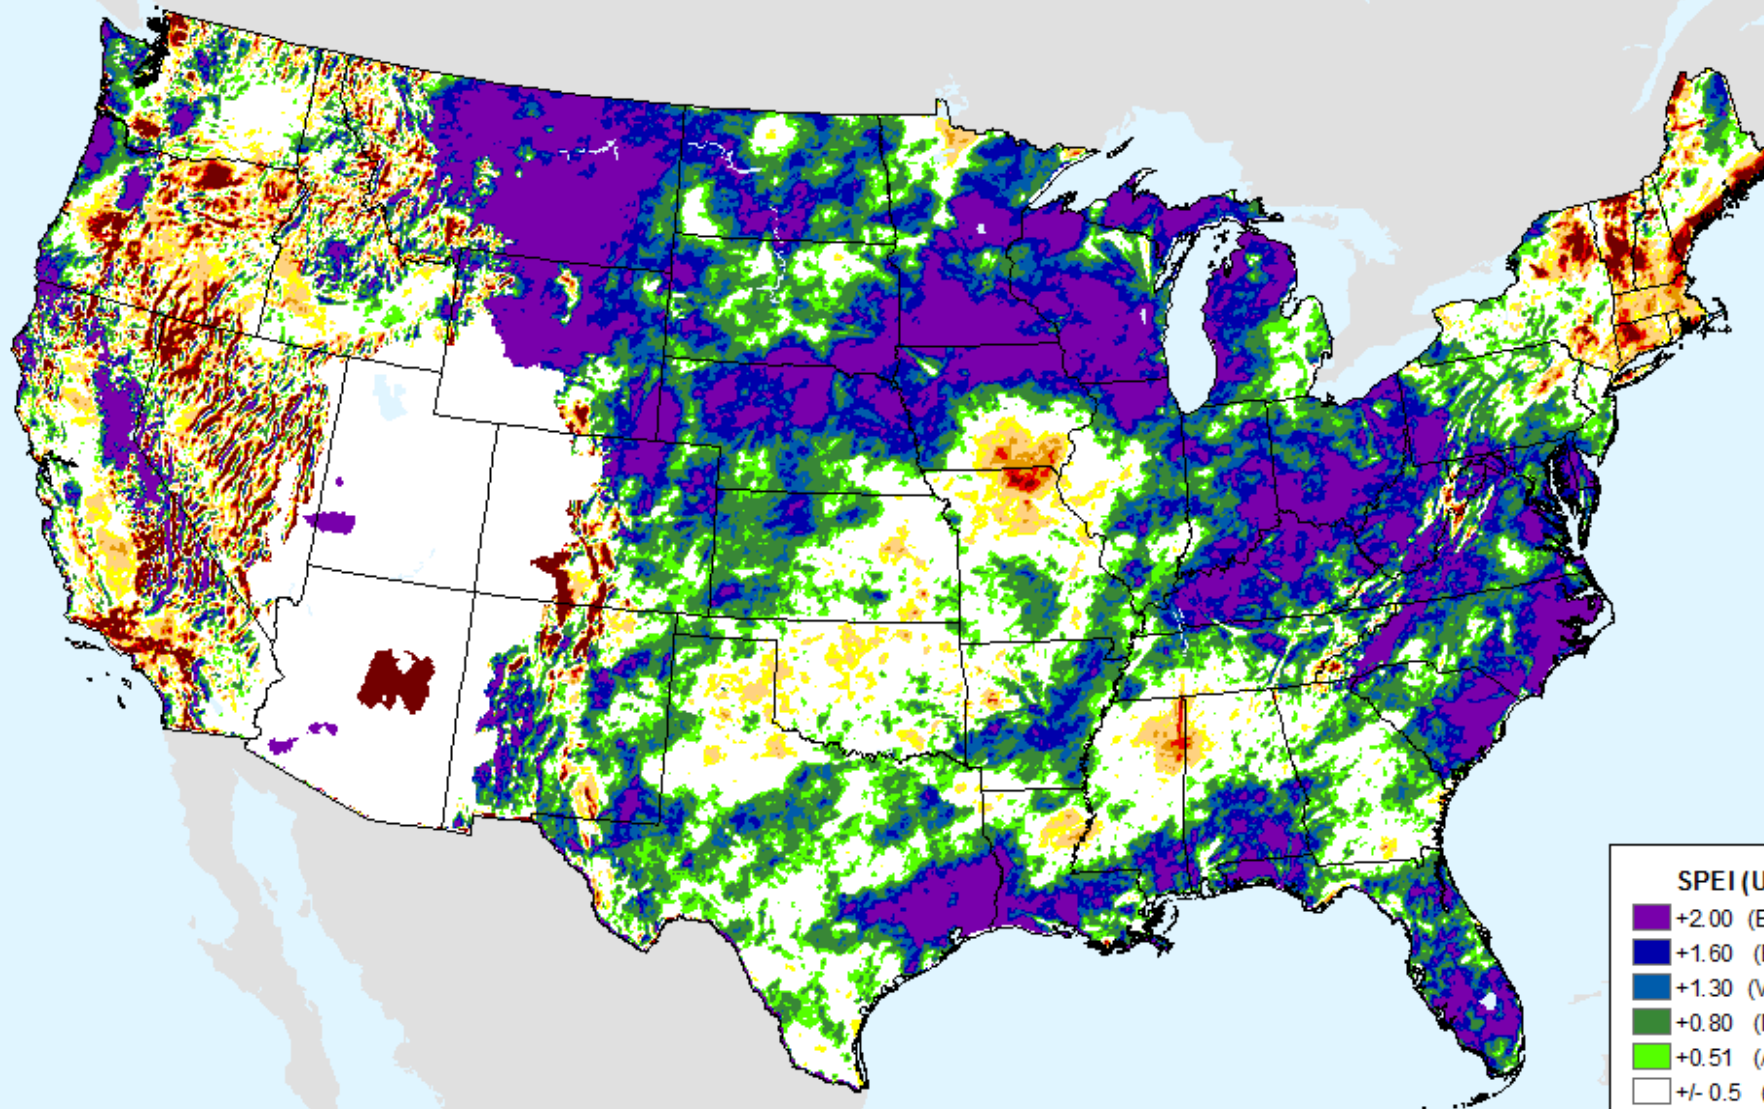 SPEI (U
+2.00 (E
+1.60 (
+1.30 (V
+0.80 (
+0.51 (
+/- 0.5 (